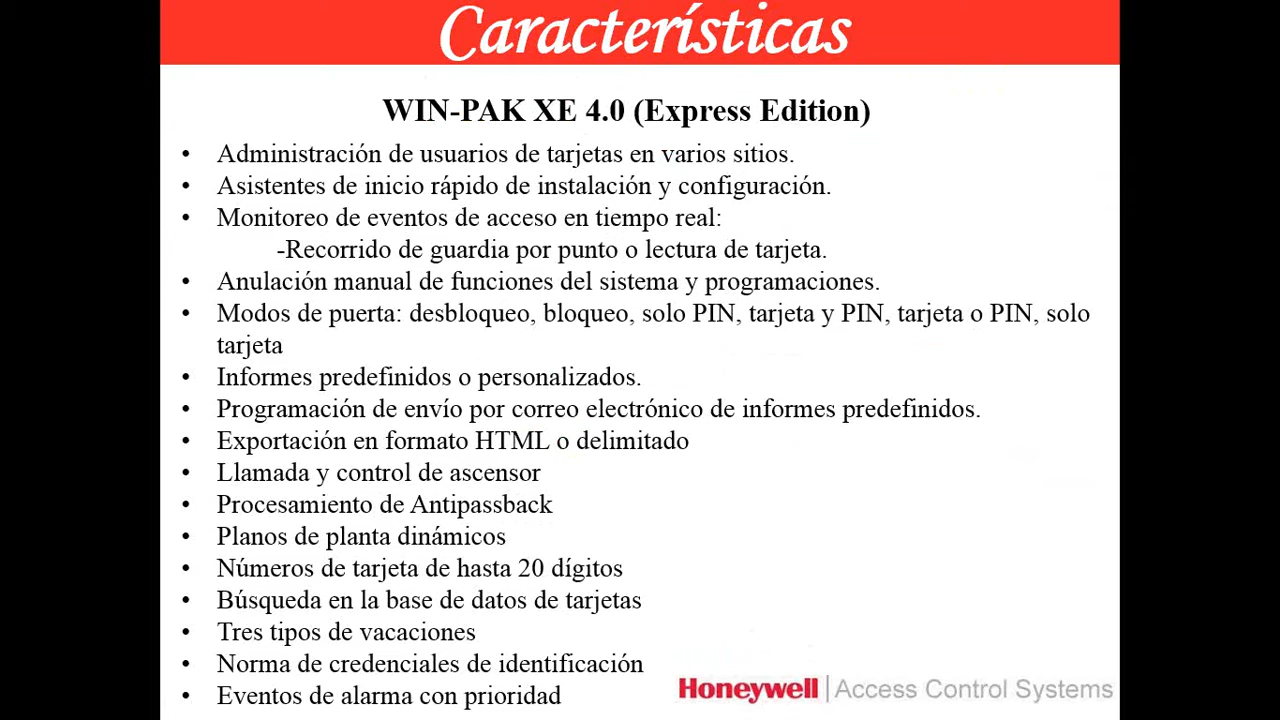 Características
WIN-PAK XE 4.0 (Express Edition)
• Administración de usuarios de tarjetas en varios sitios.
• Asistentes de inicio rápido de instalación y configuración.
• Monitoreo de eventos de acceso en tiempo real:
-Recorrido de guardia por punto o lectura de tarjeta.
• Anulación manual de funciones del sistema y programaciones.
• Modos de puerta: desbloqueo, bloqueo, solo PIN, tarjeta y PIN, tarjeta o PIN, solo
tarjeta
• Informes predefinidos o personalizados.
• Programación de envío por correo electrónico de informes predefinidos.
• Exportación en formato HTML o delimitado
• Llamada y control de ascensor
• Procesamiento de Antipassback
• Planos de planta dinámicos
• Números de tarjeta de hasta 20 dígitos
• Búsqueda en la base de datos de tarjetas
• Tres tipos de vacaciones
• Norma de credenciales de identificación
• Eventos de alarma con prioridad
Honeywell | Access Control Systems